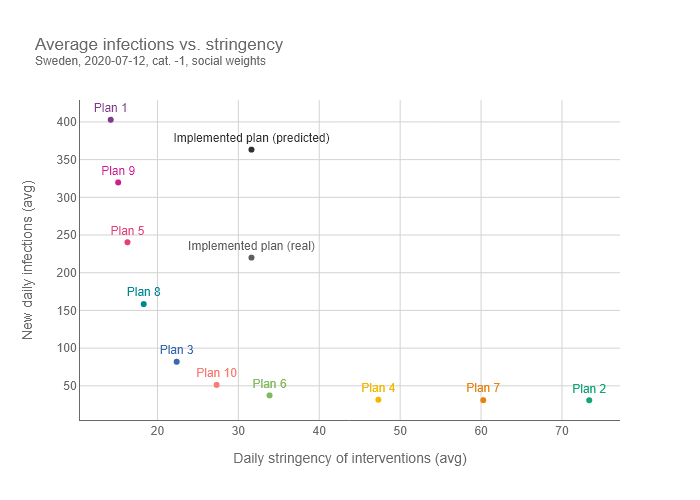 Average infections vs. stringency
Sweden, 2020-07-12, cat. -1, social weights
Plan 1
400
Implemented plan (predicted)
350
Plan 9
300
Plan 5
250
Implemented plan (real)
200
Plan 8
150
Plan 3
100
Plan 10
Plan 6
Plan 4
Plan 7
Plan 2
50
New daily infections (avg)
20
30
40
50
60
70
Daily stringency of interventions (avg)